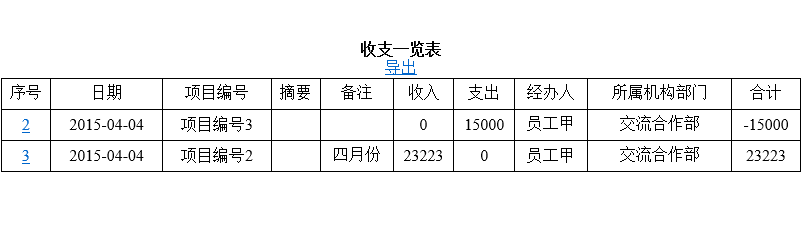 收支一览表
导出
序号 日期 项目编号 摘要 备注 收入 支出 经办人 所属机构部门 合计
2 2015-04-04 项目编号3 0 15000 员工甲 交流合作部 -15000
3 2015-04-04 项目编号2 四月份 23223 0 员工甲 交流合作部 23223